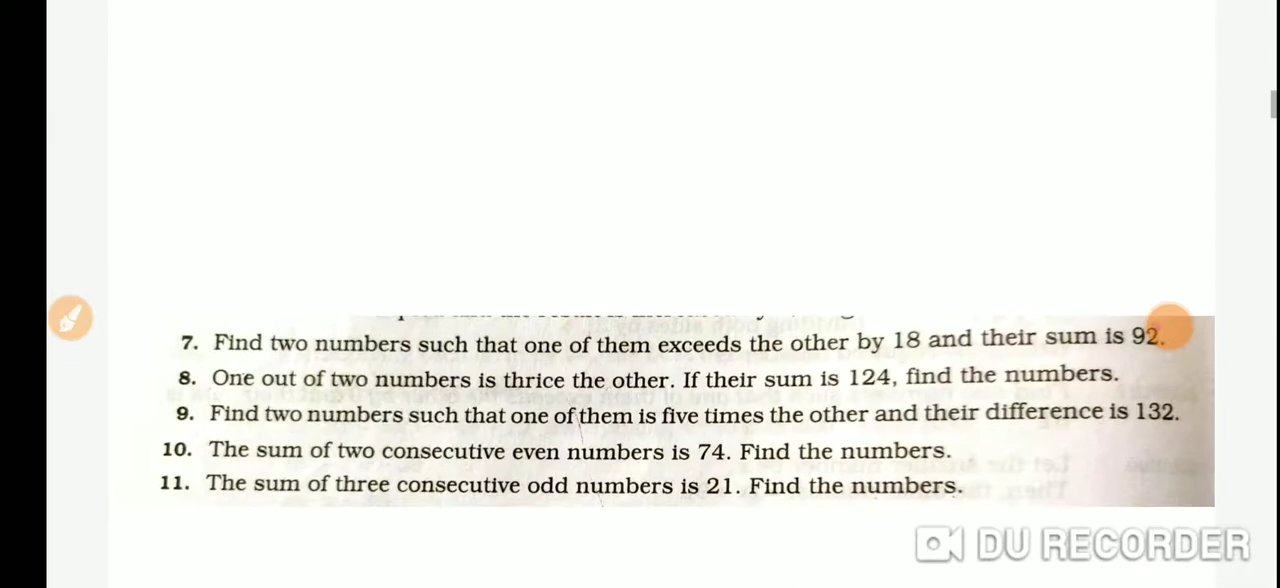 7. Find two numbers such that one of them exceeds the other by 18 and their sum is 92.
8. One out of two numbers is thrice the other. If their sum is 124, find the numbers.
9. Find two numbers such that one of them is five times the other and their difference is 132.
10. The sum of two consecutive even numbers is 74. Find the numbers.
11. The sum of three consecutive odd numbers is 21. Find the numbers.
DU RECORDER